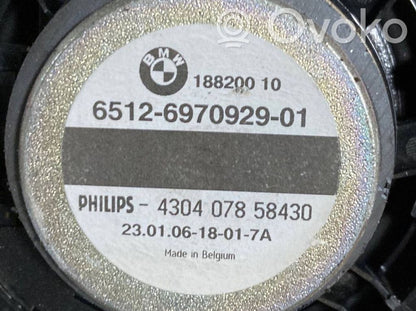 Ovoko
BMW
188200 10
6512-6970929-01
PHILIPS - 4304 078 58430
23.01.06-18-01-7A
Made in Belgium